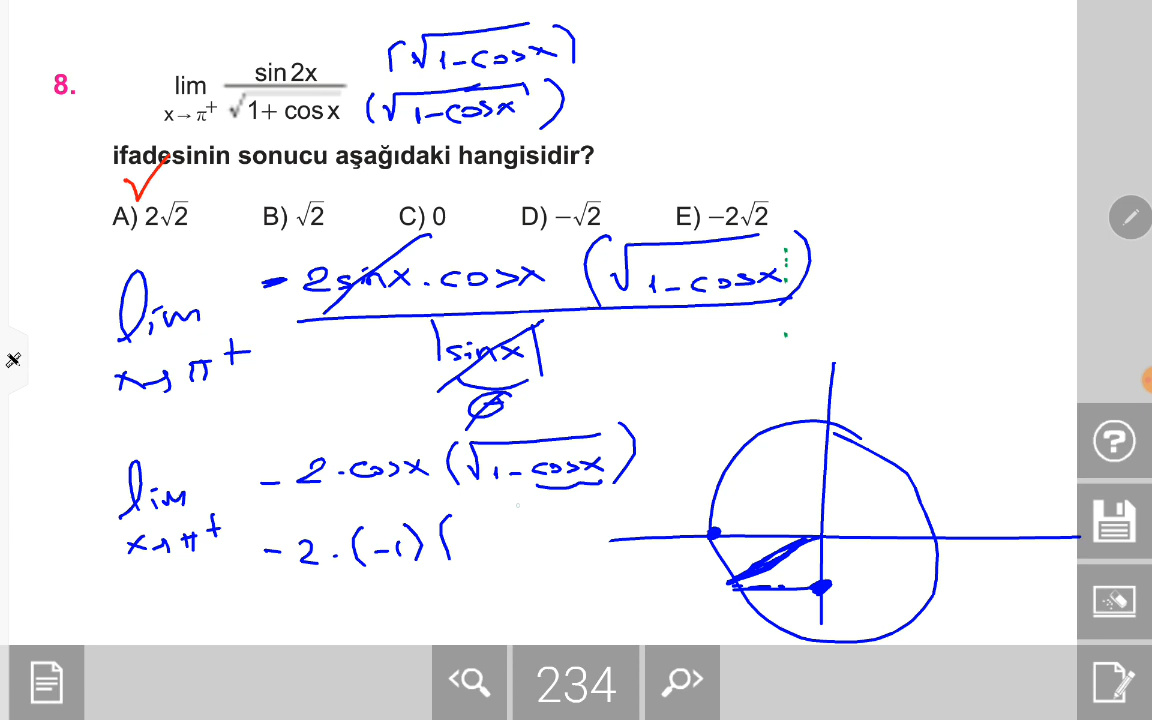 8. lim x→π⁺ sin 2x / √1+ cos x (√1-cosx) / (√1-cosx)
ifadesinin sonucu aşağıdaki hangisidir?
A) 2√2 B) √2 C) 0 D) −√2 E) −2√2
lim x→π⁺ - 2sinx.cosx (√1-cosx) / |sinx|
lim x→π⁺ - 2.cosx (√1-cosx)
- 2.(-1) (
234